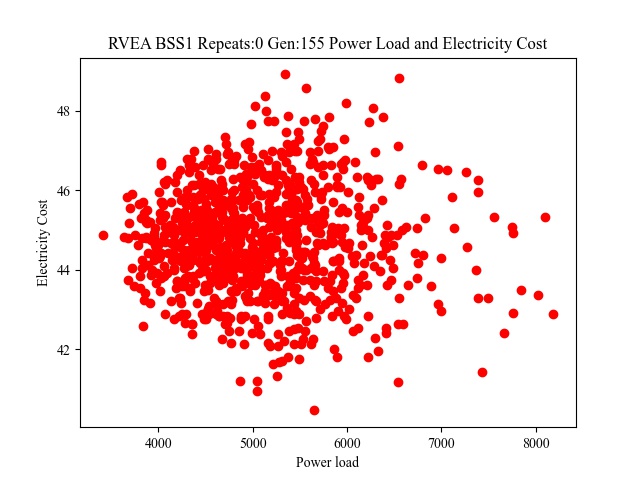 RVEA BSS1 Repeats:0 Gen:155 Power Load and Electricity Cost
48
46
44
42
Electricity Cost
4000 5000 6000 7000 8000
Power load